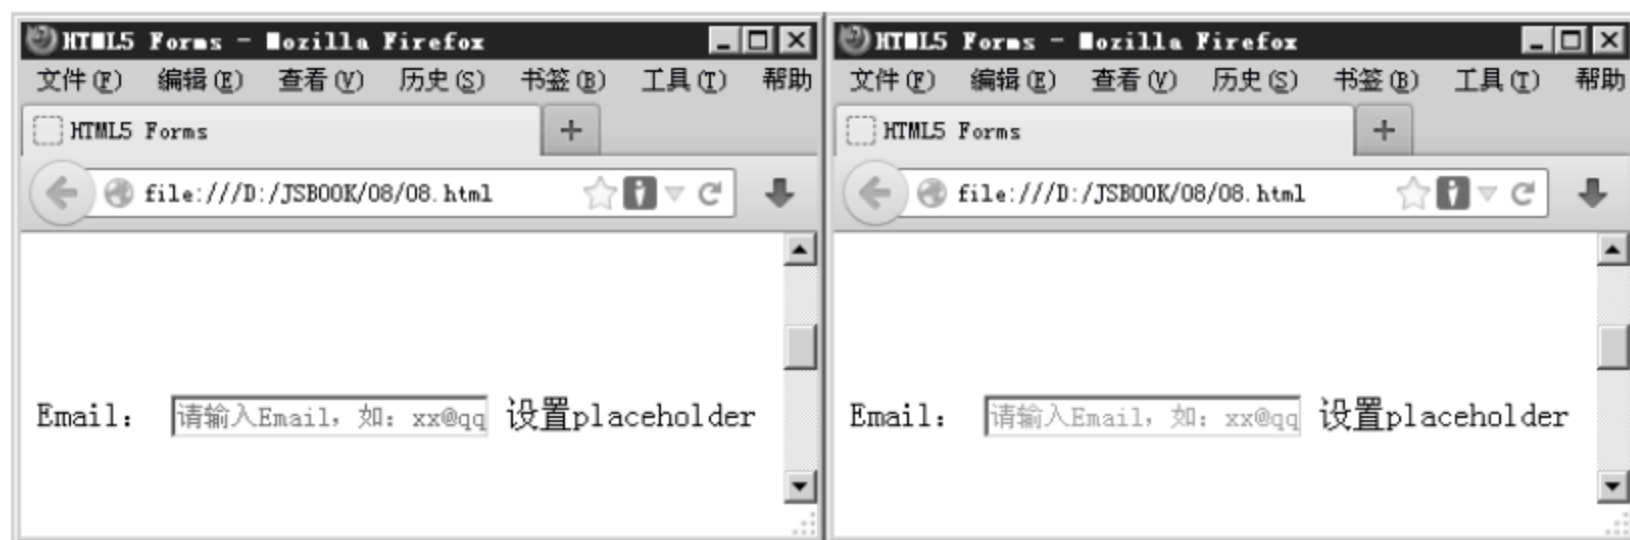 HTML5 Forms - Mozilla Firefox
文件(F) 编辑(E) 查看(V) 历史(S) 书签(B) 工具(T) 帮助
HTML5 Forms +
file:///D:/JSBOOK/08/08.html
Email: 请输入Email, 如: xx@qq 设置placeholder
HTML5 Forms - Mozilla Firefox
文件(F) 编辑(E) 查看(V) 历史(S) 书签(B) 工具(T) 帮助
HTML5 Forms +
file:///D:/JSBOOK/08/08.html
Email: 请输入Email, 如: xx@qq 设置placeholder